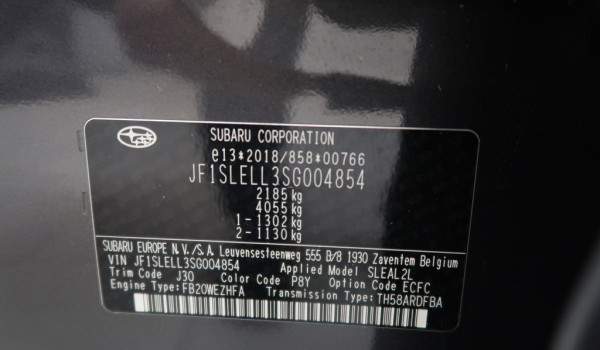 SUBARU CORPORATION
e13*2018/858*00766
JF1SLELL3SG004854
2185 kg
4055 kg
1- 1302 kg
2- 1130 kg
SUBARU EUROPE N.V./S.A. Leuvensesteenweg 555 B/8 1930 Zaventem Belgium
VIN JF1SLELL3SG004854 Applied Model SLEAL2L
Trim Code J30 Color Code P8Y Option Code ECFC
Engine Type:FB20WEZHFA Transmission Type:TH58ARDFBA